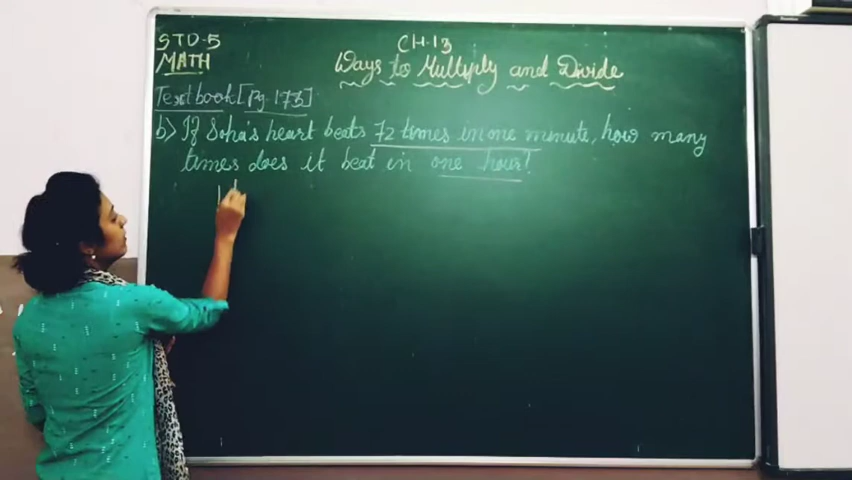 STD-5
CH-13
MATH
Ways to Multiply and Divide
Textbook [Pg. 173]
b) If Soha's heart beats 72 times in one minute, how many
times does it beat in one hour?